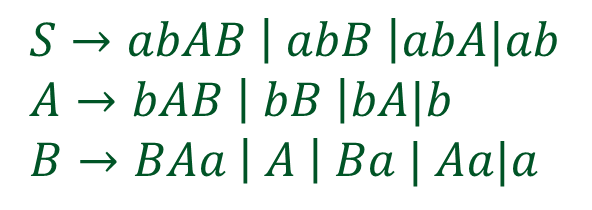 S → abAB | abB |abA|ab
A → bAB | bB |bA|b
B → BAa | A | Ba | Aa|a